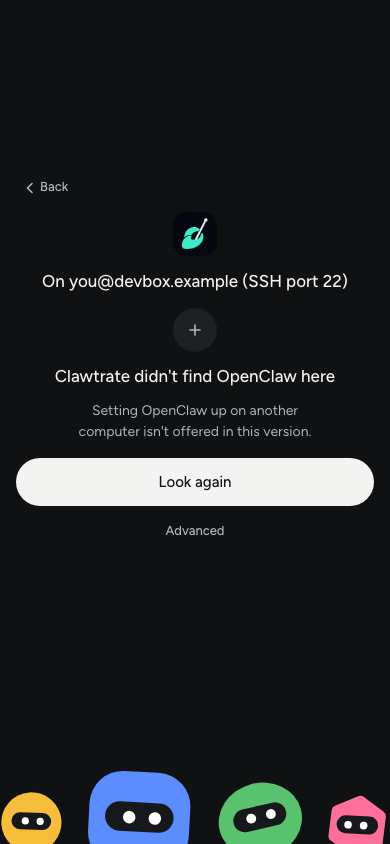 Back
On you@devbox.example (SSH port 22)
Clawtrate didn't find OpenClaw here
Setting OpenClaw up on another
computer isn't offered in this version.
Look again
Advanced